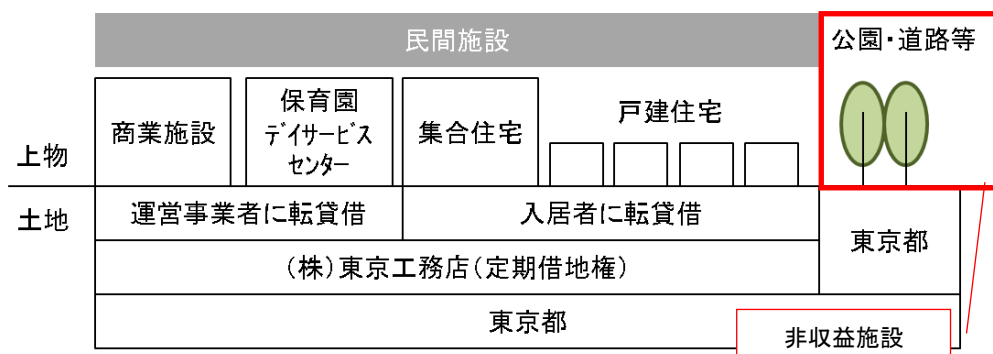 民間施設
公園・道路等
商業施設
保育園
デイサービス
センター
集合住宅
戸建住宅
上物
土地
運営事業者に転貸借
入居者に転貸借
東京都
(株)東京工務店(定期借地権)
東京都
非収益施設